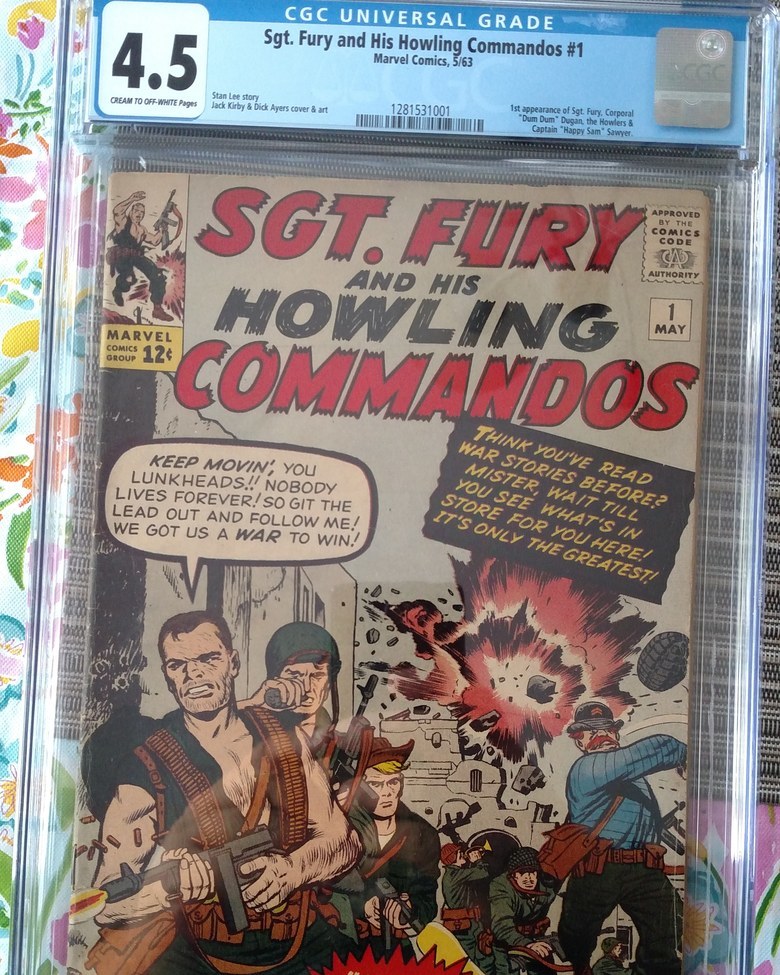 CGC UNIVERSAL GRADE
4.5
CREAM TO OFF-WHITE Pages
Sgt. Fury and His Howling Commandos #1
Marvel Comics, 5/63
Stan Lee story
Jack Kirby & Dick Ayers cover & art
1281531001
1st appearance of Sgt. Fury, Corporal
"Dum Dum" Dugan, the Howlers &
Captain "Happy Sam" Sawyer.
CGC
SGT. FURY
AND HIS
HOWLING
COMMANDOS
APPROVED
BY THE
COMICS
CODE
AUTHORITY
1
MAY
MARVEL
COMICS
GROUP 12¢
KEEP MOVIN', YOU
LUNKHEADS!! NOBODY
LIVES FOREVER! SO GIT THE
LEAD OUT AND FOLLOW ME!
WE GOT US A WAR TO WIN!
THINK YOU'VE READ
WAR STORIES BEFORE?
MISTER, WAIT TILL
YOU SEE WHAT'S IN
STORE FOR YOU HERE!
IT'S ONLY THE GREATEST!